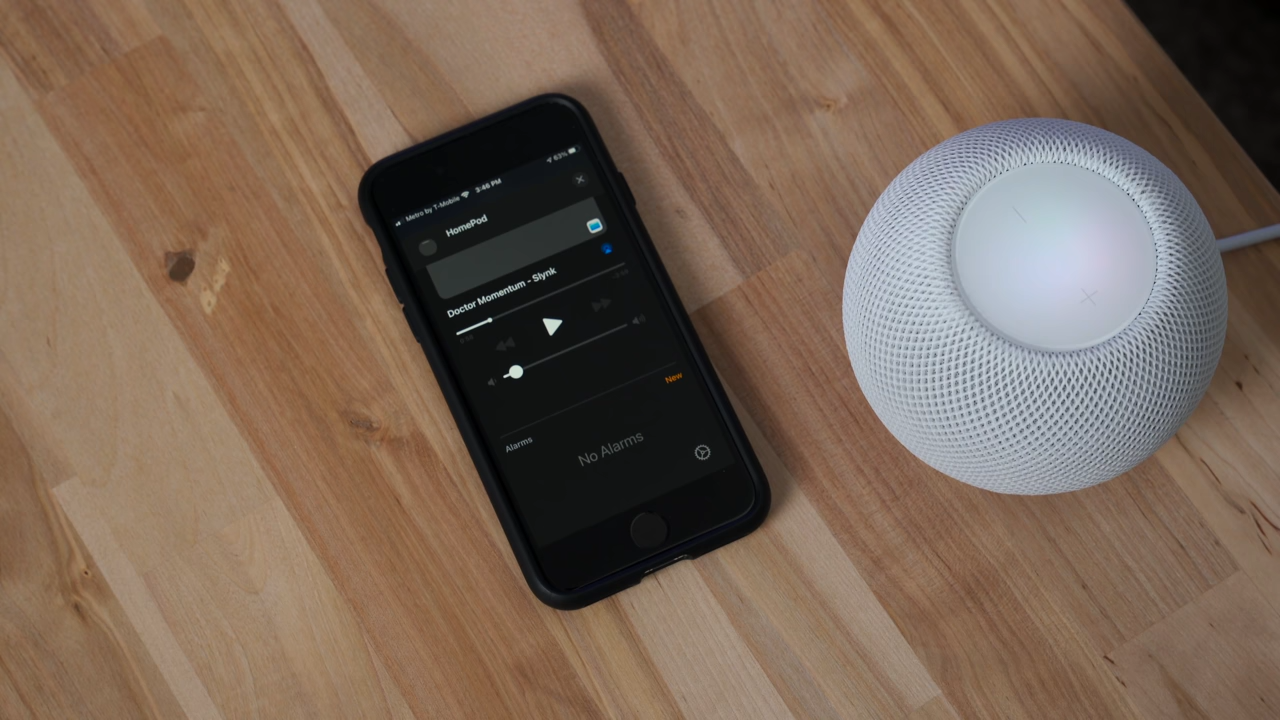 Metro by T-Mobile 3:46 PM 63%
HomePod
Doctor Momentum - Slynk
New
Alarms
No Alarms